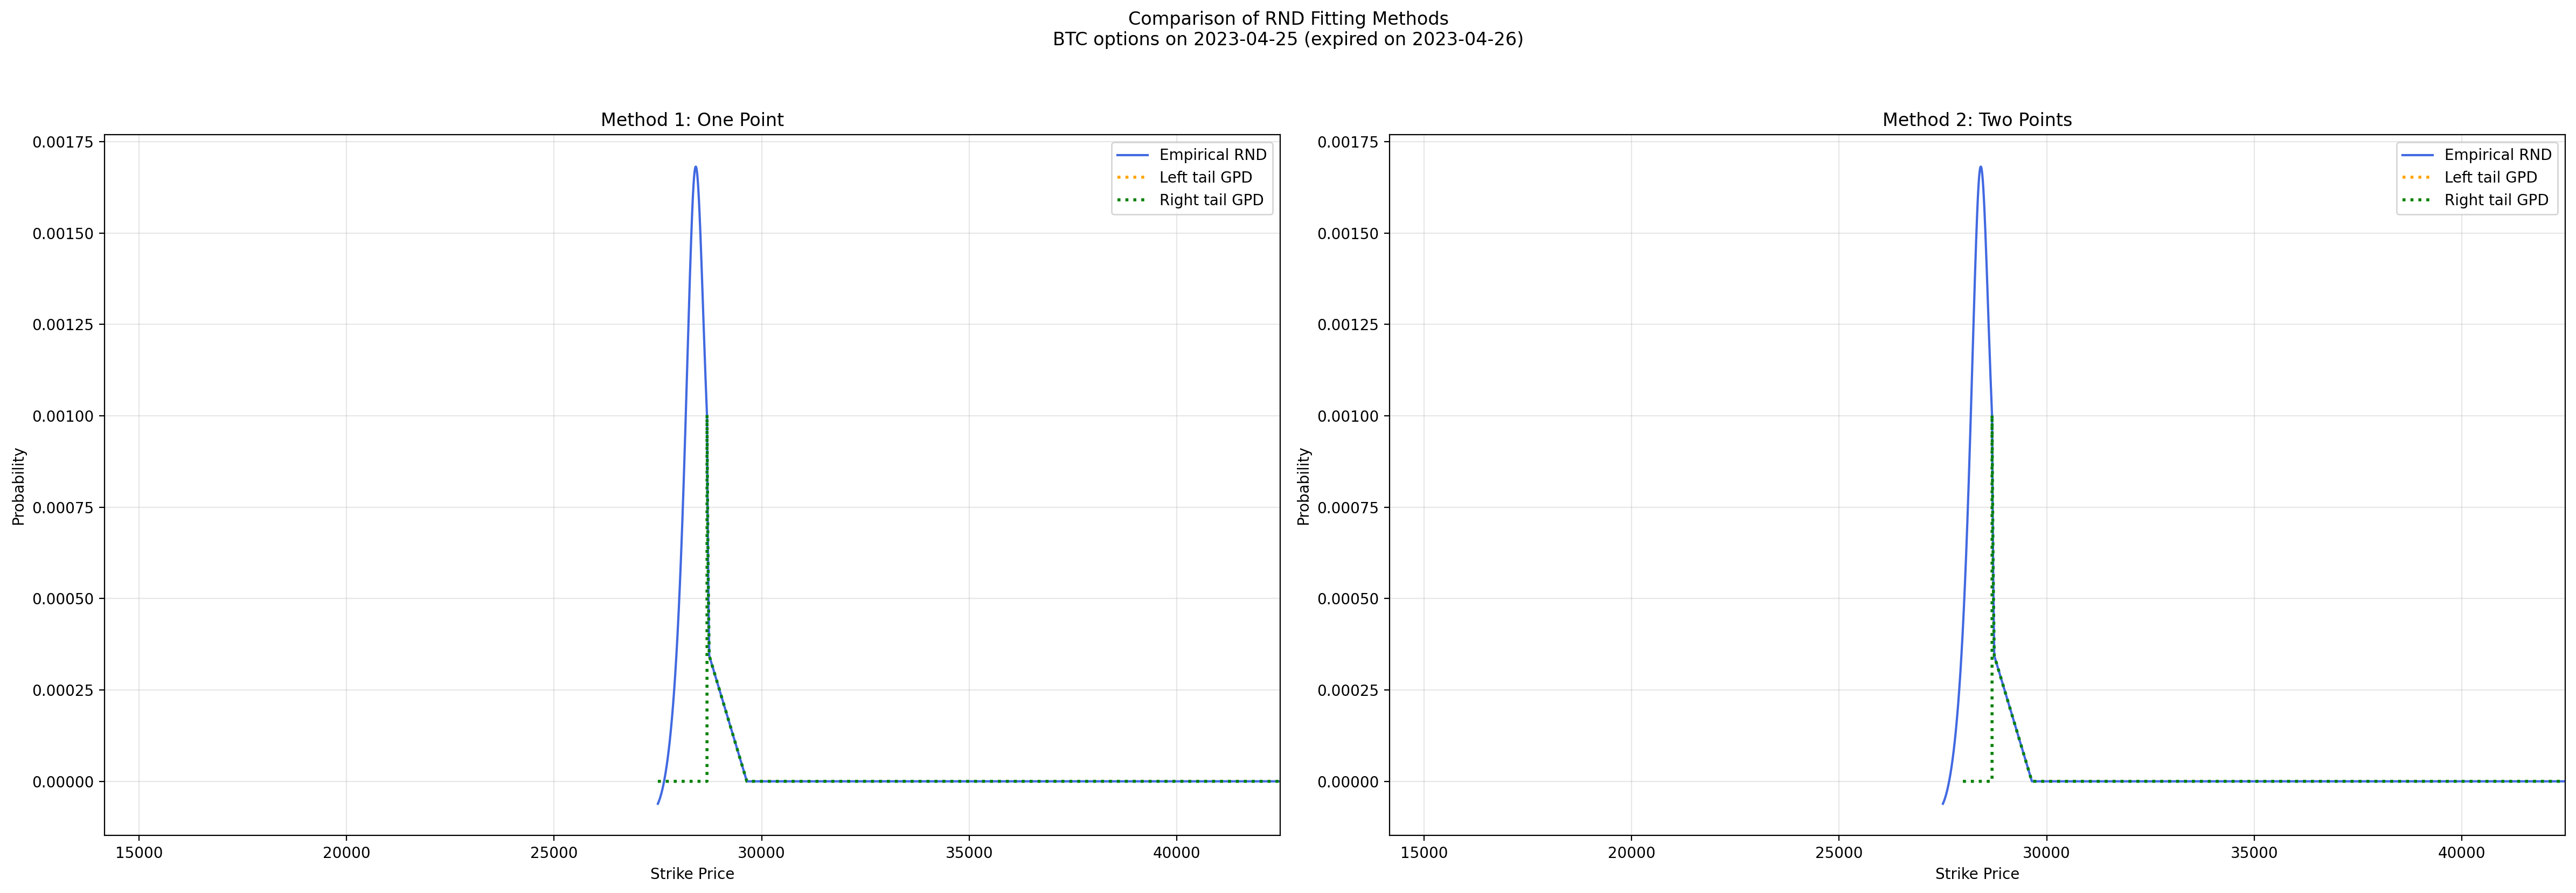 Comparison of RND Fitting Methods
BTC options on 2023-04-25 (expired on 2023-04-26)
Method 1: One Point
0.00175
0.00150
0.00125
0.00100
0.00075
0.00050
0.00025
0.00000
Probability
Empirical RND
Left tail GPD
Right tail GPD
15000 20000 25000 30000 35000 40000
Strike Price
Method 2: Two Points
0.00175
0.00150
0.00125
0.00100
0.00075
0.00050
0.00025
0.00000
Probability
Empirical RND
Left tail GPD
Right tail GPD
15000 20000 25000 30000 35000 40000
Strike Price